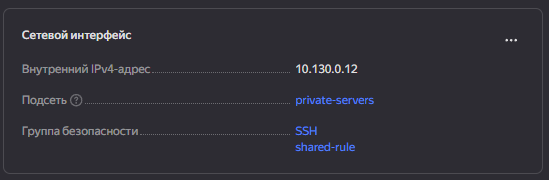 Сетевой интерфейс
...
Внутренний IPv4-адрес 10.130.0.12
Подсеть ? private-servers
Группа безопасности SSH
shared-rule